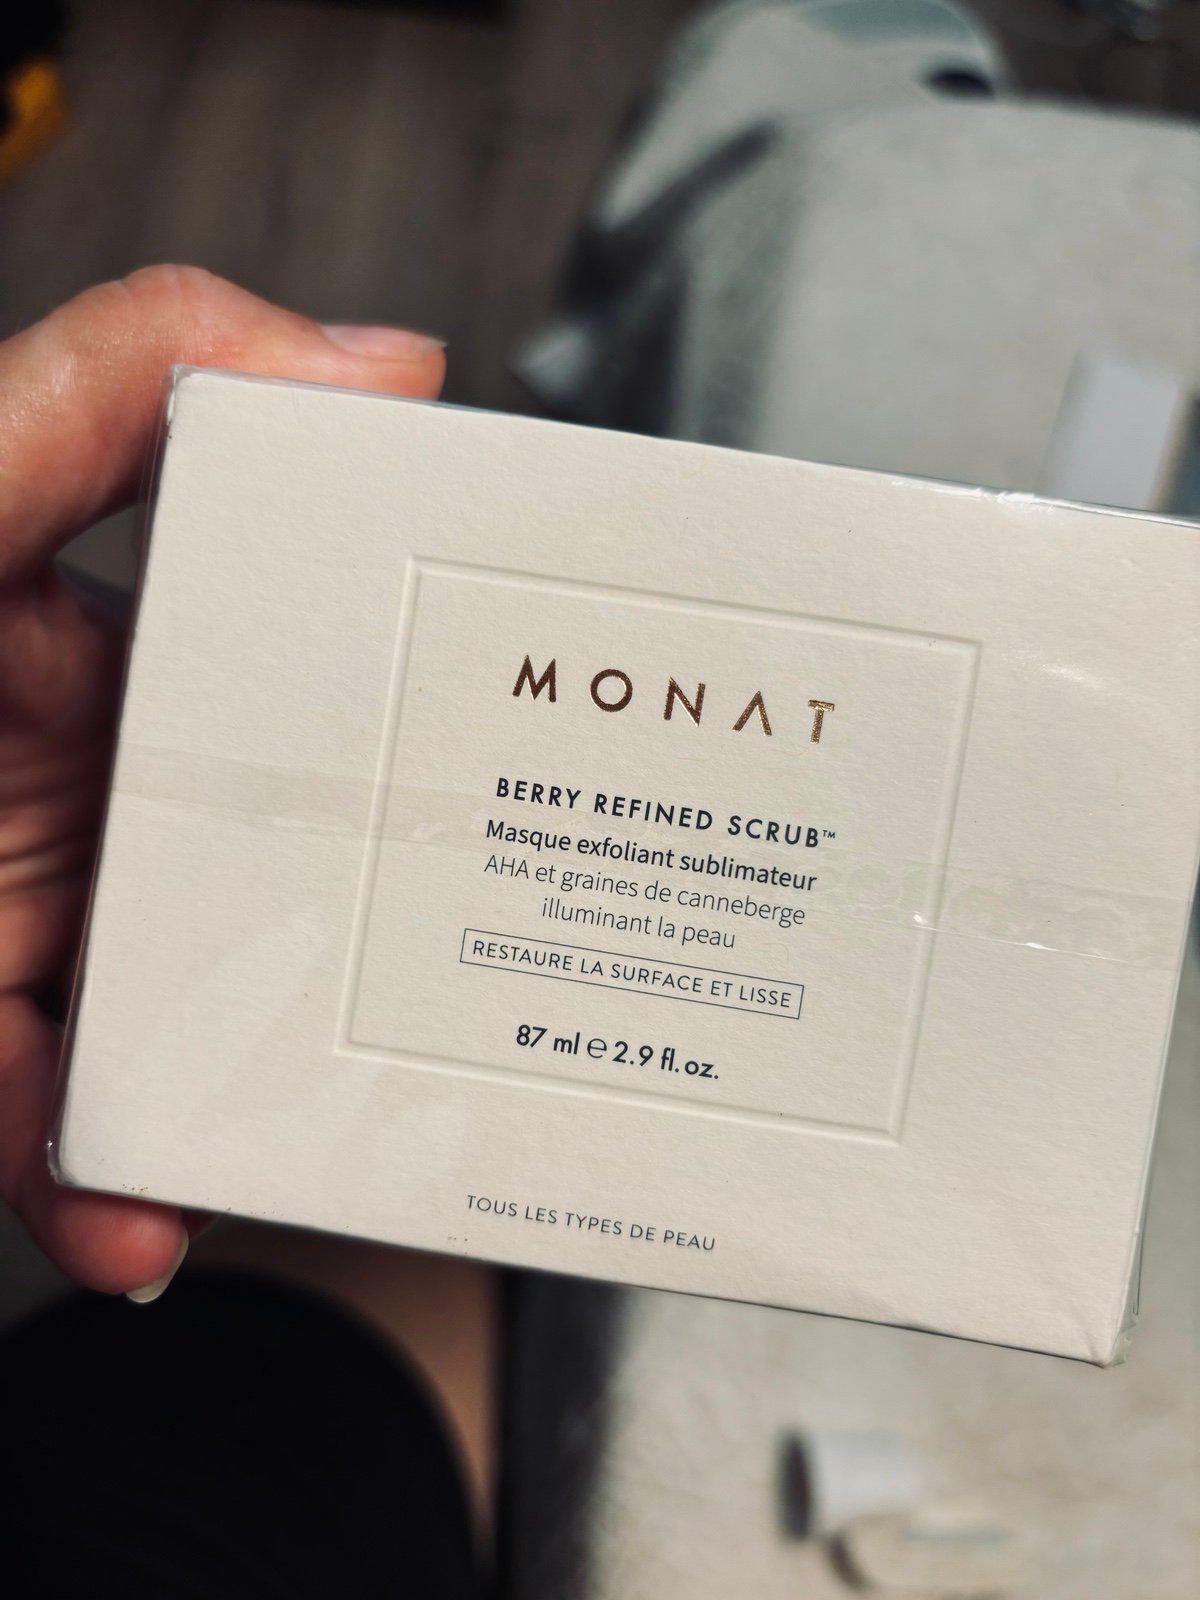 MONAT
BERRY REFINED SCRUB™
Masque exfoliant sublimateur
AHA et graines de canneberge
illuminant la peau
RESTAURE LA SURFACE ET LISSE
87 ml ℮ 2.9 fl.oz.
TOUS LES TYPES DE PEAU